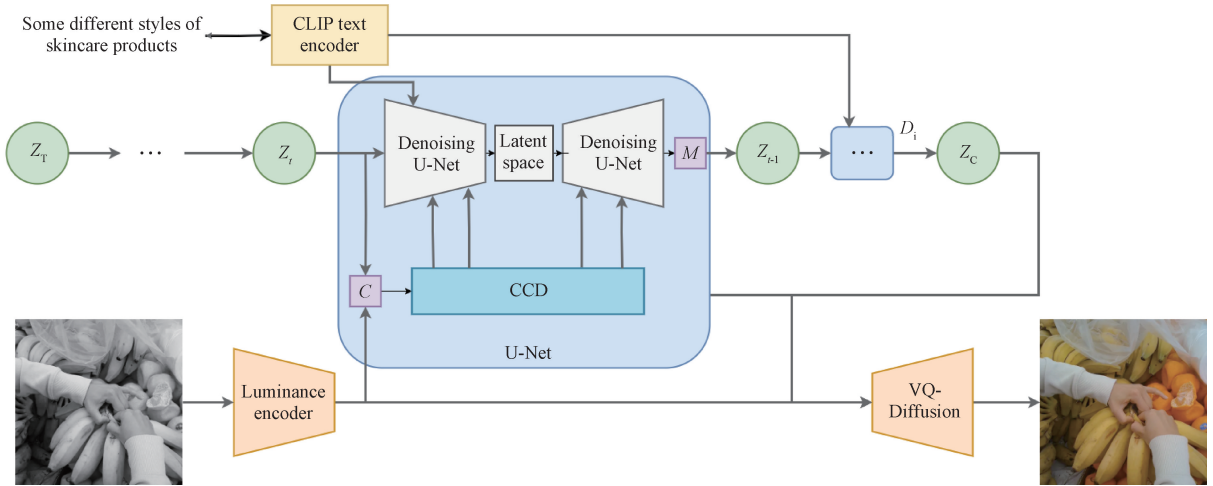 Some different styles of
skincare products
CLIP text
encoder
Z_T
...
Z_t
Denoising
U-Net
Latent
space
Denoising
U-Net
M
Z_{t-1}
...
D_i
Z_C
C
CCD
U-Net
Luminance
encoder
VQ-
Diffusion